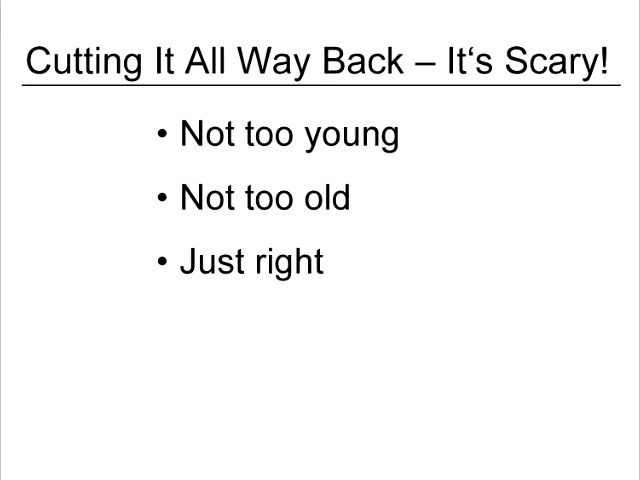 Cutting It All Way Back – It‘s Scary!
• Not too young
• Not too old
• Just right